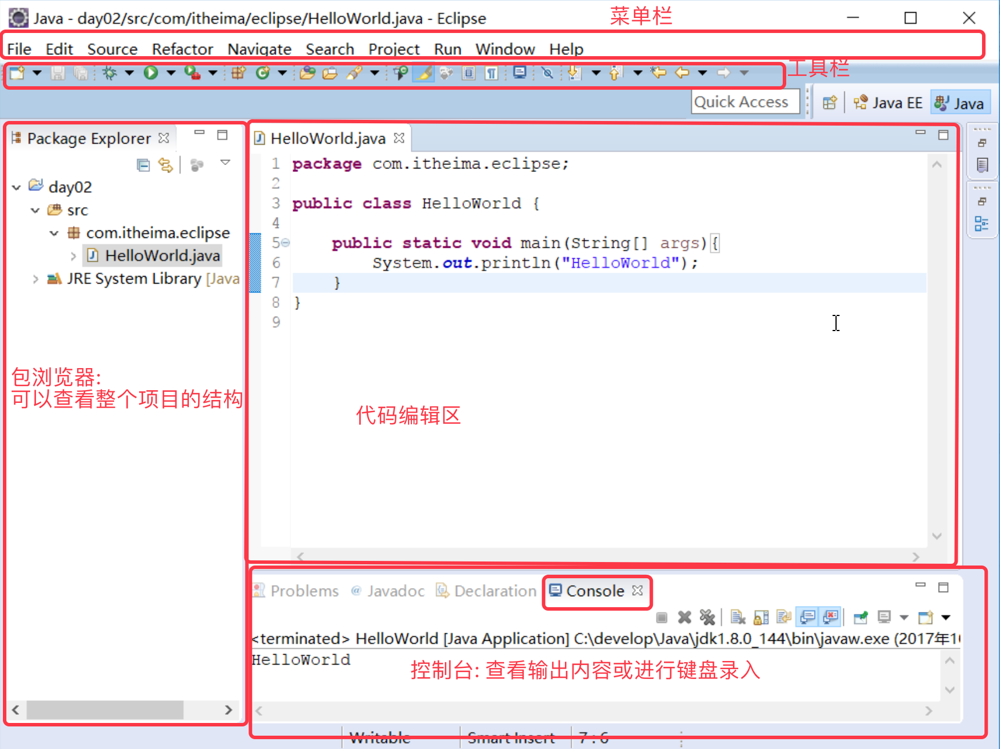 Java - day02/src/com/itheima/eclipse/HelloWorld.java - Eclipse
菜单栏
File Edit Source Refactor Navigate Search Project Run Window Help
工具栏
Quick Access
Java EE
Java
Package Explorer
day02
src
com.itheima.eclipse
HelloWorld.java
JRE System Library [Java
包浏览器:
可以查看整个项目的结构
HelloWorld.java
1 package com.itheima.eclipse;
2
3 public class HelloWorld {
4
5 public static void main(String[] args){
6 System.out.println("HelloWorld");
7 }
8 }
9
代码编辑区
Problems @ Javadoc Declaration Console
<terminated> HelloWorld [Java Application] C:\develop\Java\jdk1.8.0_144\bin\javaw.exe (2017年1
HelloWorld
控制台: 查看输出内容或进行键盘录入
Writable Smart Insert 7 : 6